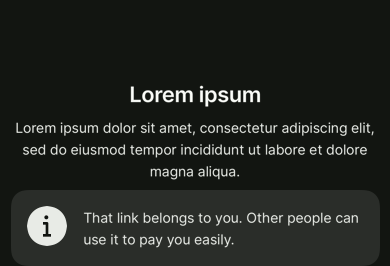 Lorem ipsum
Lorem ipsum dolor sit amet, consectetur adipiscing elit,
sed do eiusmod tempor incididunt ut labore et dolore
magna aliqua.
That link belongs to you. Other people can
use it to pay you easily.